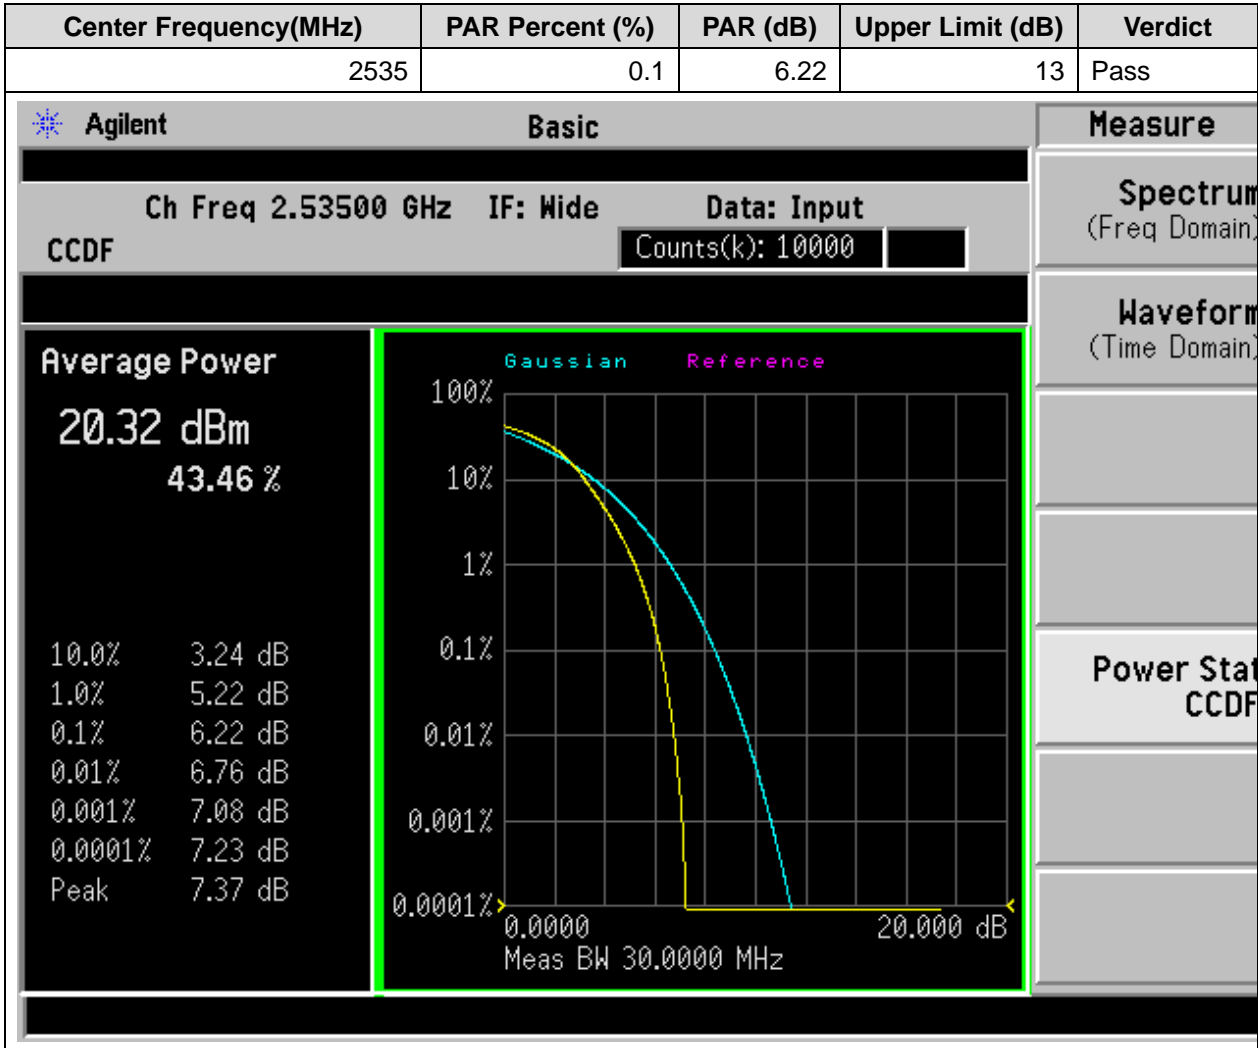 Center Frequency(MHz) PAR Percent (%) PAR (dB) Upper Limit (dB) Verdict
2535 0.1 6.22 13 Pass
Agilent Basic Measure
Ch Freq 2.53500 GHz IF: Wide Data: Input
CCDF Counts(k): 10000
Average Power
20.32 dBm
43.46 %
10.0% 3.24 dB
1.0% 5.22 dB
0.1% 6.22 dB
0.01% 6.76 dB
0.001% 7.08 dB
0.0001% 7.23 dB
Peak 7.37 dB
Gaussian Reference
100%
10%
1%
0.1%
0.01%
0.001%
0.0001%
0.0000 20.000 dB
Meas BW 30.0000 MHz
Spectrum
(Freq Domain)
Waveform
(Time Domain)
Power Stat
CCDF